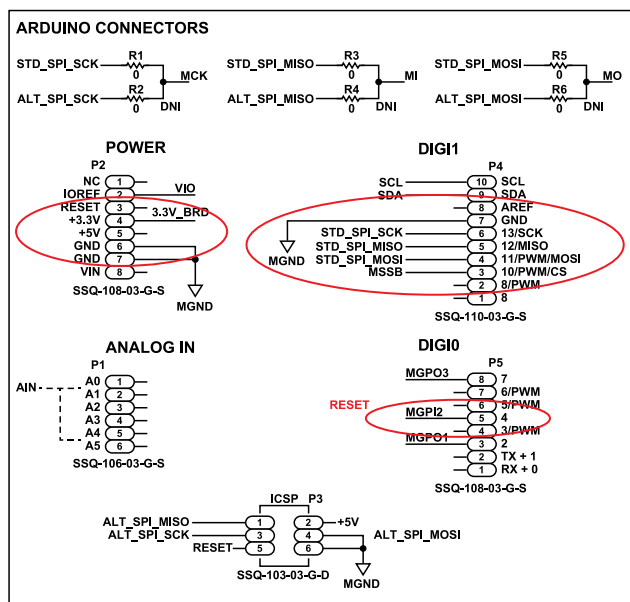 ARDUINO CONNECTORS
STD_SPI_SCK R1 0 MCK
ALT_SPI_SCK R2 0 DNI
STD_SPI_MISO R3 0 MI
ALT_SPI_MISO R4 0 DNI
STD_SPI_MOSI R5 0 MO
ALT_SPI_MOSI R6 0 DNI
POWER
P2
NC 1
IOREF 2 VIO
RESET 3
+3.3V 4 3.3V_BRD
+5V 5
GND 6
GND 7
VIN 8
SSQ-108-03-G-S
MGND
DIGI1
P4
SCL 10 SCL
SDA 9 SDA
8 AREF
7 GND
STD_SPI_SCK 6 13/SCK
STD_SPI_MISO 5 12/MISO
STD_SPI_MOSI 4 11/PWM/MOSI
MSSB 3 10/PWM/CS
2 8/PWM
1 8
MGND
SSQ-110-03-G-S
ANALOG IN
P1
AIN
A0 1
A1 2
A2 3
A3 4
A4 5
A5 6
SSQ-106-03-G-S
DIGI0
P5
MGPO3 8 7
7 6/PWM
RESET
6 5/PWM
MGPI2 5 4
4 3/PWM
MGPO1 3 2
2 TX + 1
1 RX + 0
SSQ-108-03-G-S
ICSP P3
ALT_SPI_MISO 1 2 +5V
ALT_SPI_SCK 3 4 ALT_SPI_MOSI
RESET 5 6
SSQ-103-03-G-D
MGND